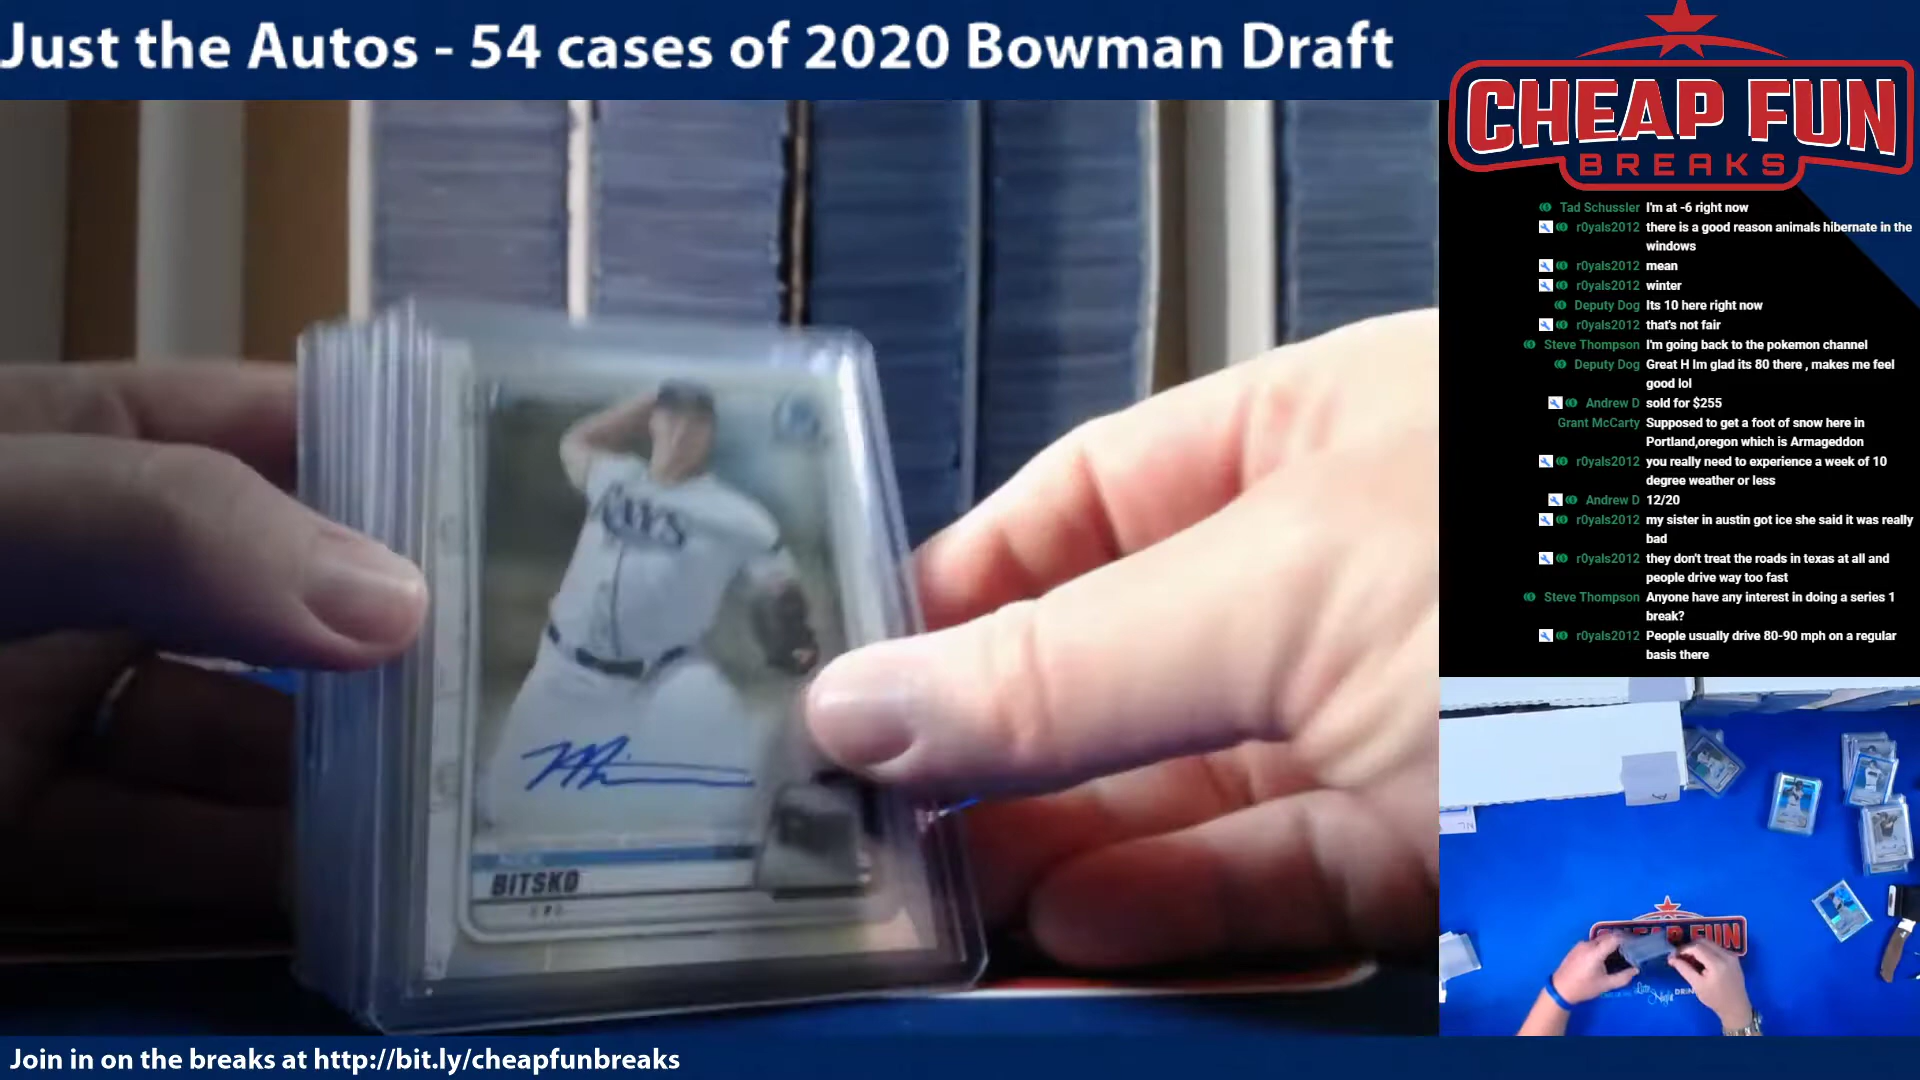 Just the Autos - 54 cases of 2020 Bowman Draft
CHEAP FUN
BREAKS
Tad Schussler I'm at -6 right now
r0yals2012 there is a good reason animals hibernate in the
windows
r0yals2012 mean
r0yals2012 winter
Deputy Dog Its 10 here right now
r0yals2012 that's not fair
Steve Thompson I'm going back to the pokemon channel
Deputy Dog Great H Im glad its 80 there , makes me feel
good lol
Andrew D sold for $255
Grant McCarty Supposed to get a foot of snow here in
Portland,oregon which is Armageddon
r0yals2012 you really need to experience a week of 10
degree weather or less
Andrew D 12/20
r0yals2012 my sister in austin got ice she said it was really
bad
r0yals2012 they don't treat the roads in texas at all and
people drive way too fast
Steve Thompson Anyone have any interest in doing a series 1
break?
r0yals2012 People usually drive 80-90 mph on a regular
basis there
RAYS
NICK
BITSKO
NL
A
FUN
Late
Night
Join in on the breaks at http://bit.ly/cheapfunbreaks